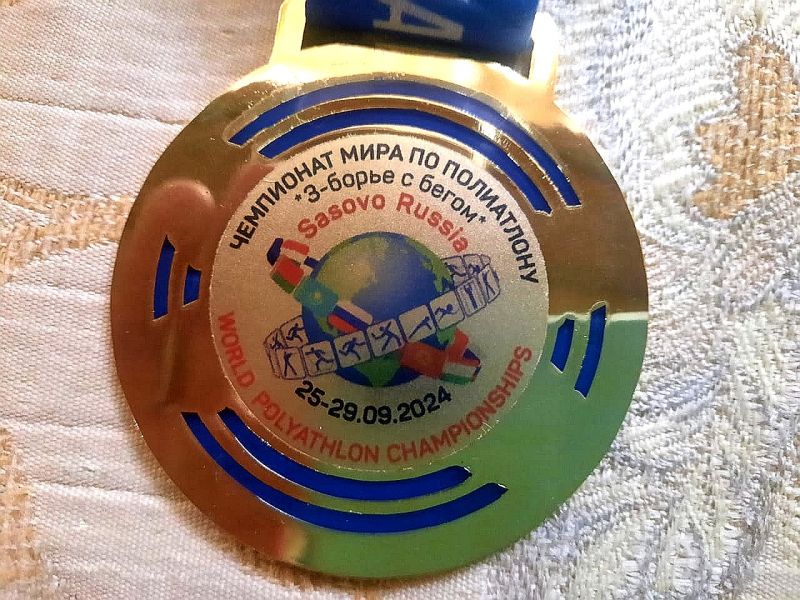 ЧЕМПИОНАТ МИРА ПО ПОЛИАТЛОНУ
*3-борье с бегом*
Sasovo Russia
25-29.09.2024
WORLD POLYATHLON CHAMPIONSHIPS